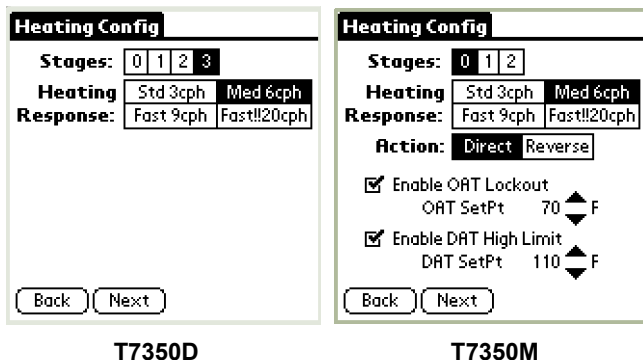 Heating Config
Stages: 0 1 2 3
Heating Response: Std 3cph Med 6cph
Fast 9cph Fast!!20cph
Back Next
T7350D
Heating Config
Stages: 0 1 2
Heating Response: Std 3cph Med 6cph
Fast 9cph Fast!!20cph
Action: Direct Reverse
Enable OAT Lockout
OAT SetPt 70 F
Enable DAT High Limit
DAT SetPt 110 F
Back Next
T7350M